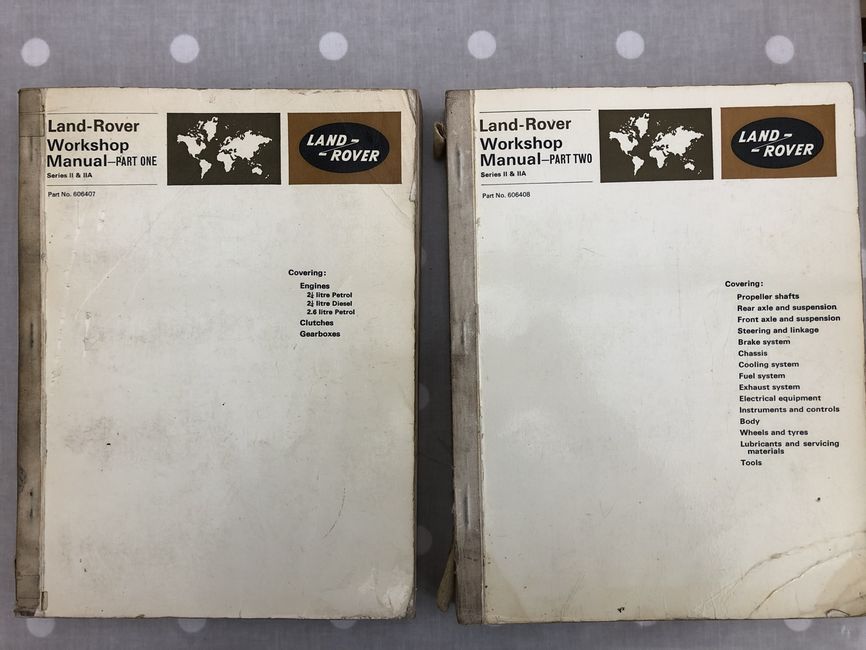 Land-Rover
Workshop
Manual—PART ONE
Series II & IIA
Part No. 606407
LAND-
-ROVER
Covering:
Engines
2¼ litre Petrol
2¼ litre Diesel
2.6 litre Petrol
Clutches
Gearboxes
Land-Rover
Workshop
Manual—PART TWO
Series II & IIA
Part No. 606408
LAND-
-ROVER
Covering:
Propeller shafts
Rear axle and suspension
Front axle and suspension
Steering and linkage
Brake system
Chassis
Cooling system
Fuel system
Exhaust system
Electrical equipment
Instruments and controls
Body
Wheels and tyres
Lubricants and servicing
materials
Tools